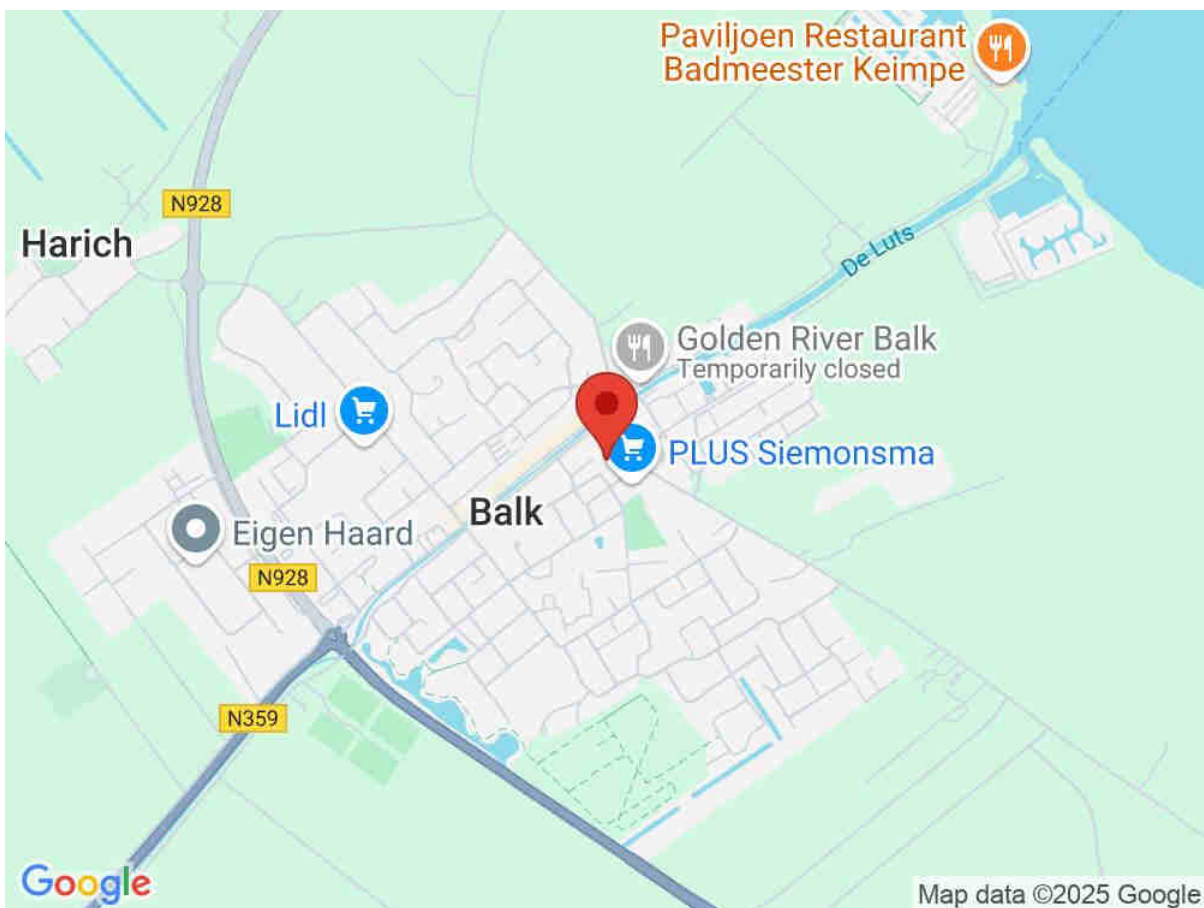 Paviljoen Restaurant
Badmeester Keimpe
N928
Harich
De Luts
Golden River Balk
Temporarily closed
Lidl
PLUS Siemonsma
Balk
Eigen Haard
N928
N359
Google
Map data ©2025 Google